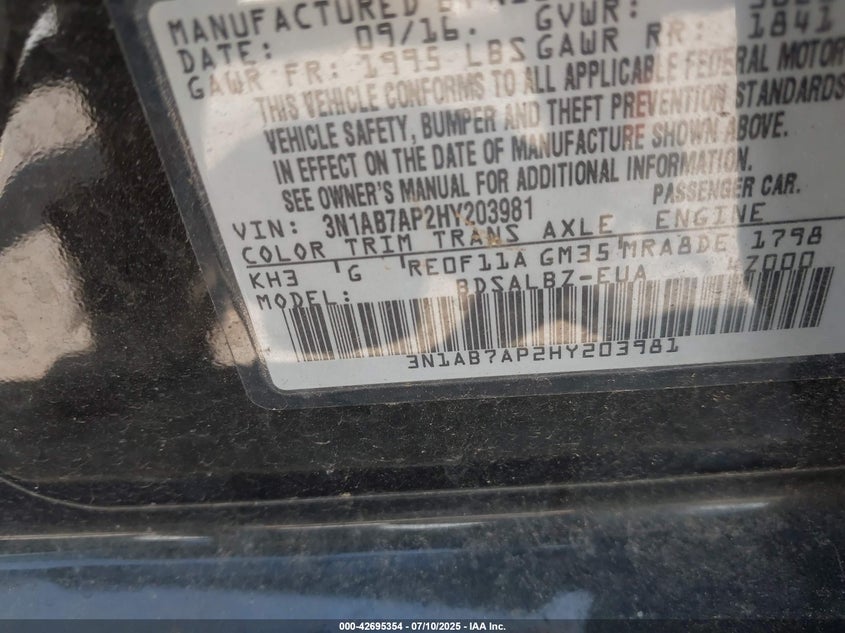 MANUFACTURED
DATE: 09/16. GVWR:
GAWR FR: 1995 LBS GAWR RR: 1841
THIS VEHICLE CONFORMS TO ALL APPLICABLE FEDERAL MOTOR
VEHICLE SAFETY, BUMPER AND THEFT PREVENTION STANDARDS
IN EFFECT ON THE DATE OF MANUFACTURE SHOWN ABOVE.
SEE OWNER'S MANUAL FOR ADDITIONAL INFORMATION.
VIN: 3N1AB7AP2HY203981 PASSENGER CAR.
COLOR TRIM TRANS AXLE ENGINE
KH3 G RE0F11A GM35 MRA8DE 1798
MODEL: BDSALBZ-EUA
3N1AB7AP2HY203981
000-42695354 - 07/10/2025 - IAA Inc.